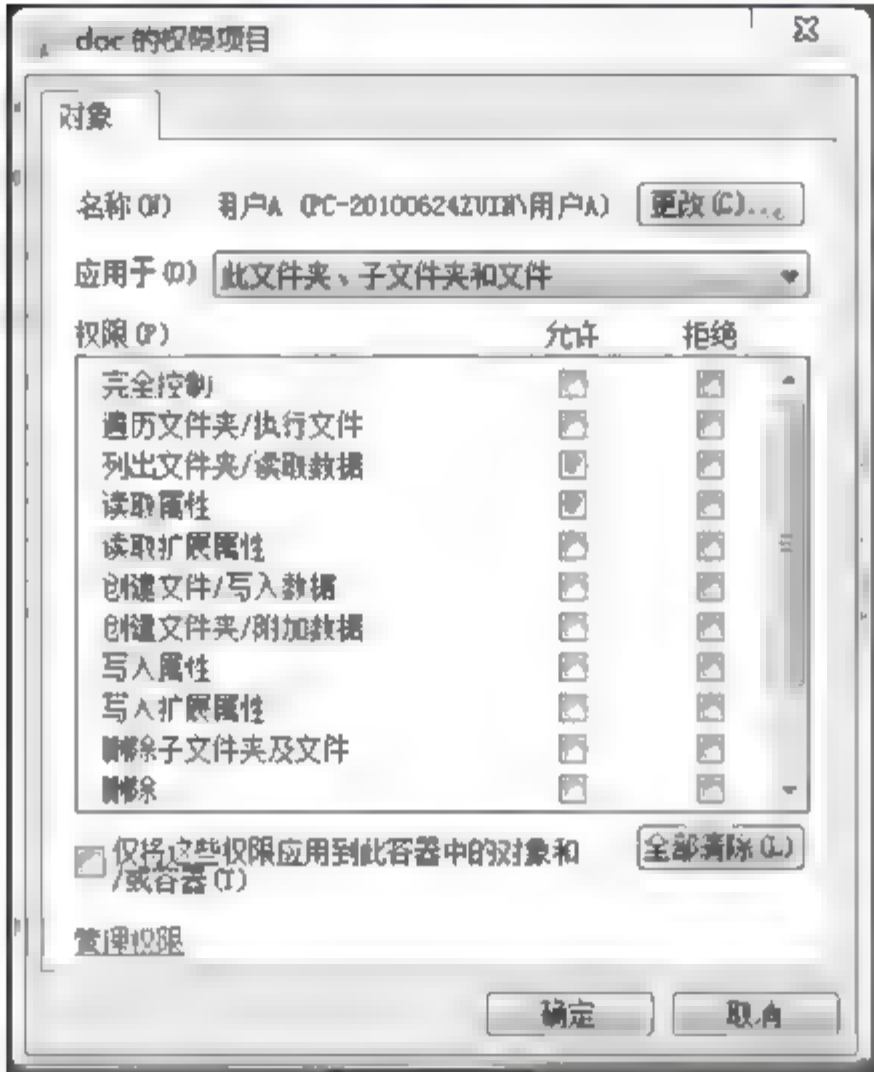 doc 的权限项目
对象
名称(N) 用户A (PC-20100624ZUIN\用户A) 更改(C)...
应用于(O) 此文件夹、子文件夹和文件
权限(P) 允许 拒绝
完全控制
遍历文件夹/执行文件
列出文件夹/读取数据
读取属性
读取扩展属性
创建文件/写入数据
创建文件夹/附加数据
写入属性
写入扩展属性
删除子文件夹及文件
删除
仅将这些权限应用到此容器中的对象和 全部清除(L)
/或容器(T)
管理权限
确定 取消